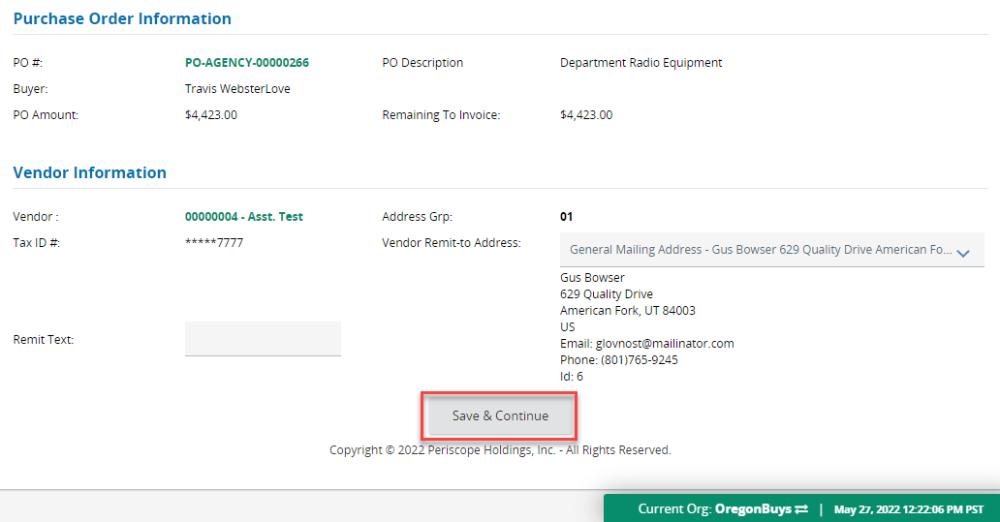 Purchase Order Information
PO #: PO-AGENCY-00000266 PO Description Department Radio Equipment
Buyer: Travis WebsterLove
PO Amount: $4,423.00 Remaining To Invoice: $4,423.00
Vendor Information
Vendor : 00000004 - Asst. Test Address Grp: 01
Tax ID #: *****7777 Vendor Remit-to Address: General Mailing Address - Gus Bowser 629 Quality Drive American Fo...
Gus Bowser
629 Quality Drive
American Fork, UT 84003
US
Remit Text: Email: glovnost@mailinator.com
Phone: (801)765-9245
Id: 6
Save & Continue
Copyright © 2022 Periscope Holdings, Inc. - All Rights Reserved.
Current Org: OregonBuys | May 27, 2022 12:22:06 PM PST